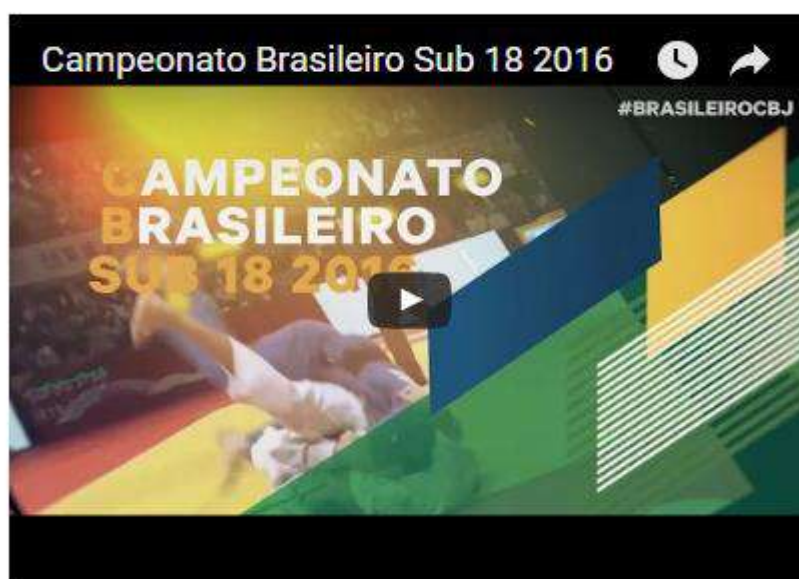 Campeonato Brasileiro Sub 18 2016
#BRASILEIROCBJ
CAMPEONATO
BRASILEIRO
SUB 18 2016